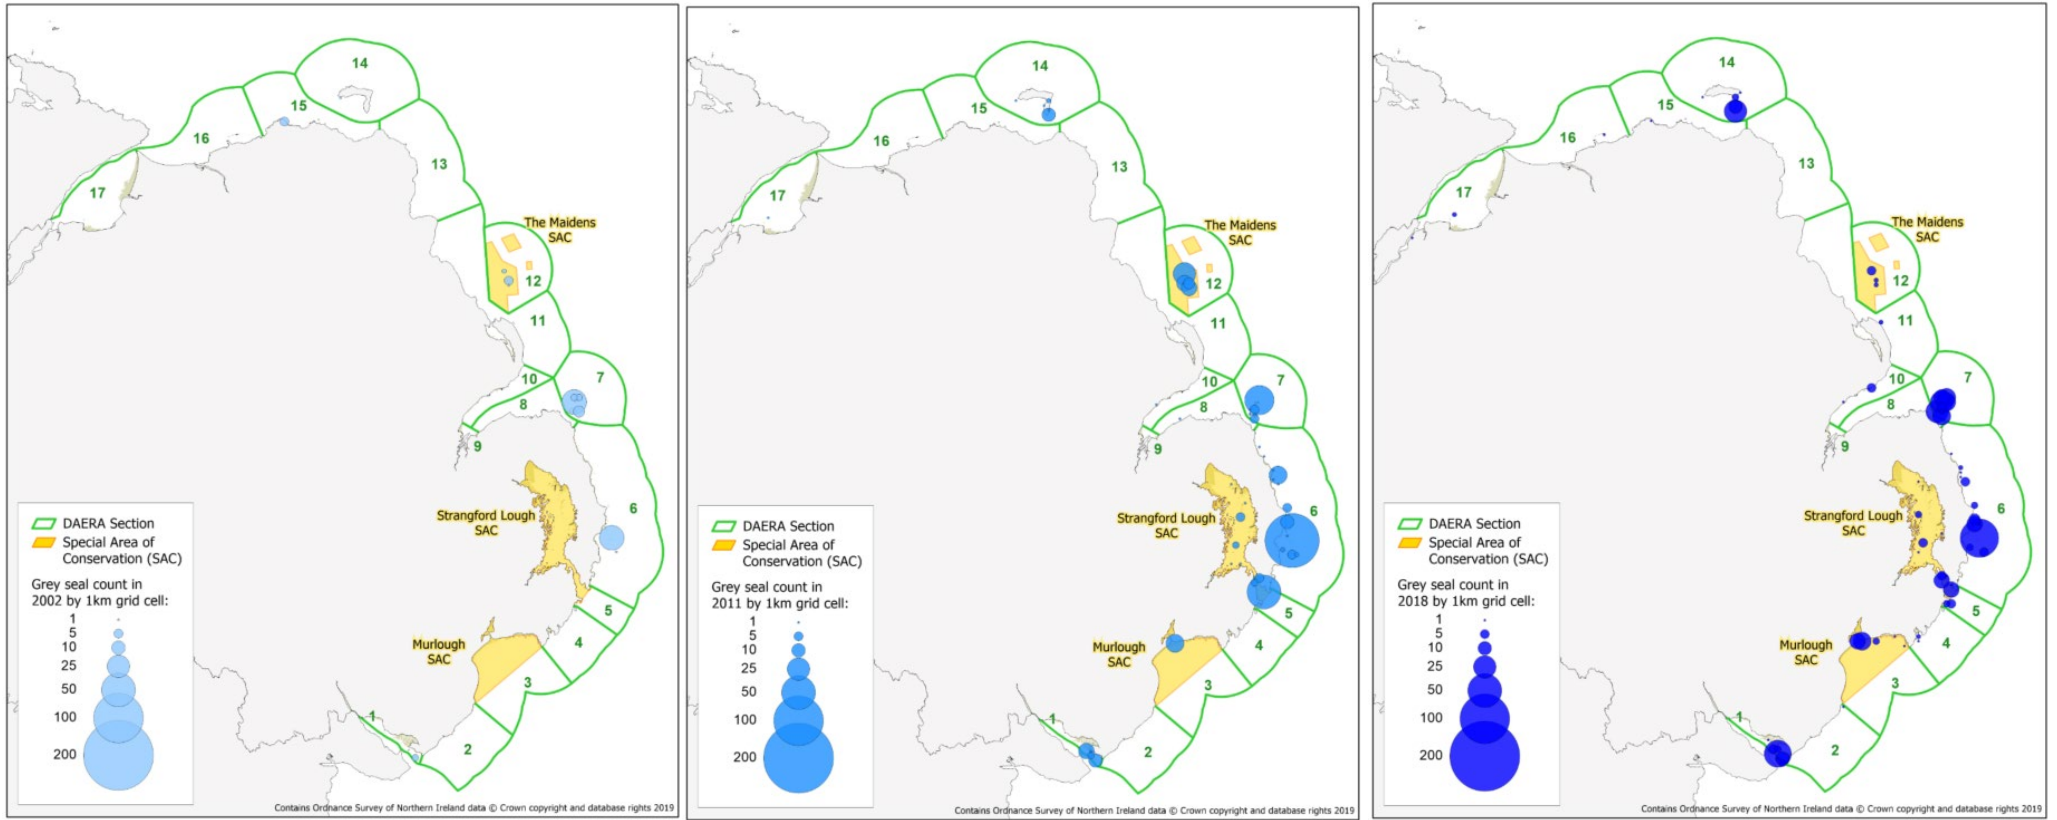 14
15
16
13
17
The Maidens
SAC
12
11
10
7
8
9
6
Strangford Lough
SAC
5
4
Murlough
SAC
3
1
2
DAERA Section
Special Area of
Conservation (SAC)
Grey seal count in
2002 by 1km grid cell:
1
5
10
25
50
100
200
Contains Ordnance Survey of Northern Ireland data © Crown copyright and database rights 2019
14
15
16
13
17
The Maidens
SAC
12
11
10
7
8
9
6
Strangford Lough
SAC
5
4
Murlough
SAC
3
1
2
DAERA Section
Special Area of
Conservation (SAC)
Grey seal count in
2011 by 1km grid cell:
1
5
10
25
50
100
200
Contains Ordnance Survey of Northern Ireland data © Crown copyright and database rights 2019
14
15
16
13
17
The Maidens
SAC
12
11
10
7
8
9
6
Strangford Lough
SAC
5
4
Murlough
SAC
3
1
2
DAERA Section
Special Area of
Conservation (SAC)
Grey seal count in
2018 by 1km grid cell:
1
5
10
25
50
100
200
Contains Ordnance Survey of Northern Ireland data © Crown copyright and database rights 2019